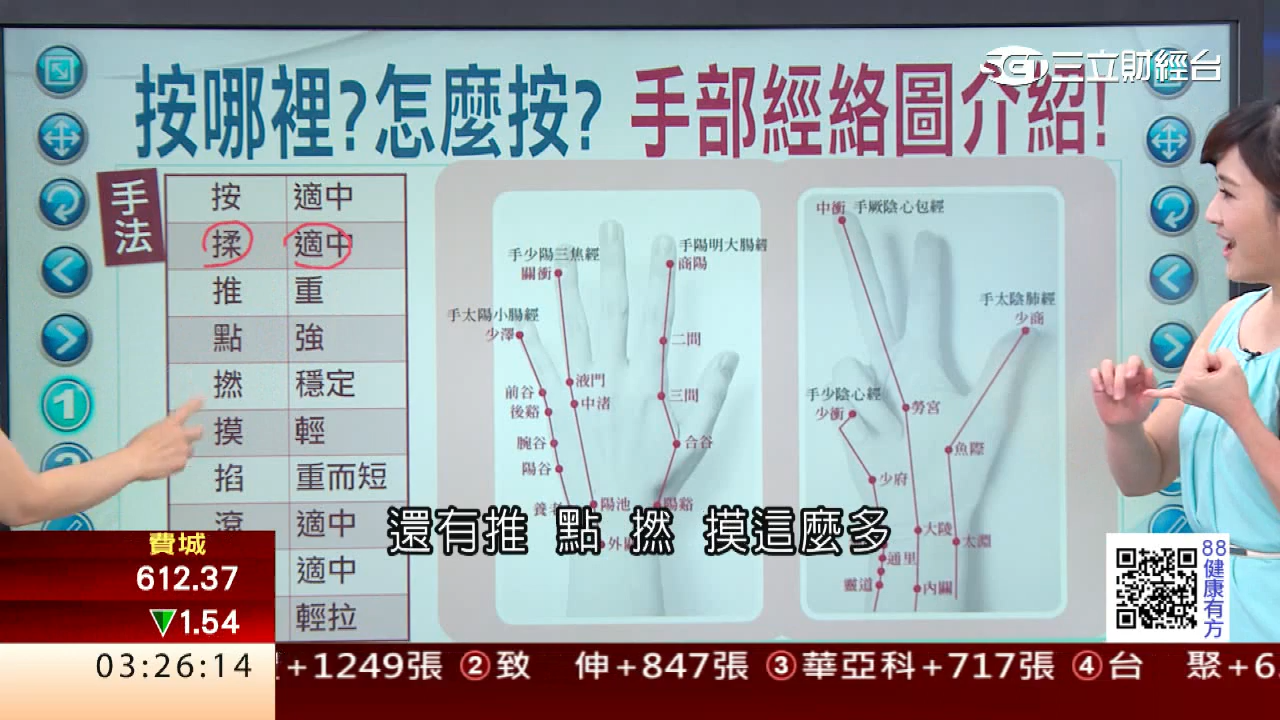 三立財經台
按哪裡?怎麼按? 手部經絡圖介紹!
手法
按 適中
揉 適中
推 重
點 強
撚 穩定
摸 輕
掐 重而短
滾 適中
適中
輕拉
手少陽三焦經
關衝
手太陽小腸經
少澤
前谷
後谿
腕谷
陽谷
液門
中渚
陽池
手陽明大腸經
商陽
二間
三間
合谷
陽谿
中衝 手厥陰心包經
手太陰肺經
少商
手少陰心經
少衝
勞宮
魚際
少府
大陵
太淵
通里
靈道
內關
還有推 點 撚 摸這麼多
88健康有方
費城
612.37
▼1.54
03:26:14
+1249張 ②致 伸+847張 ③華亞科+717張 ④台 聚+6
1